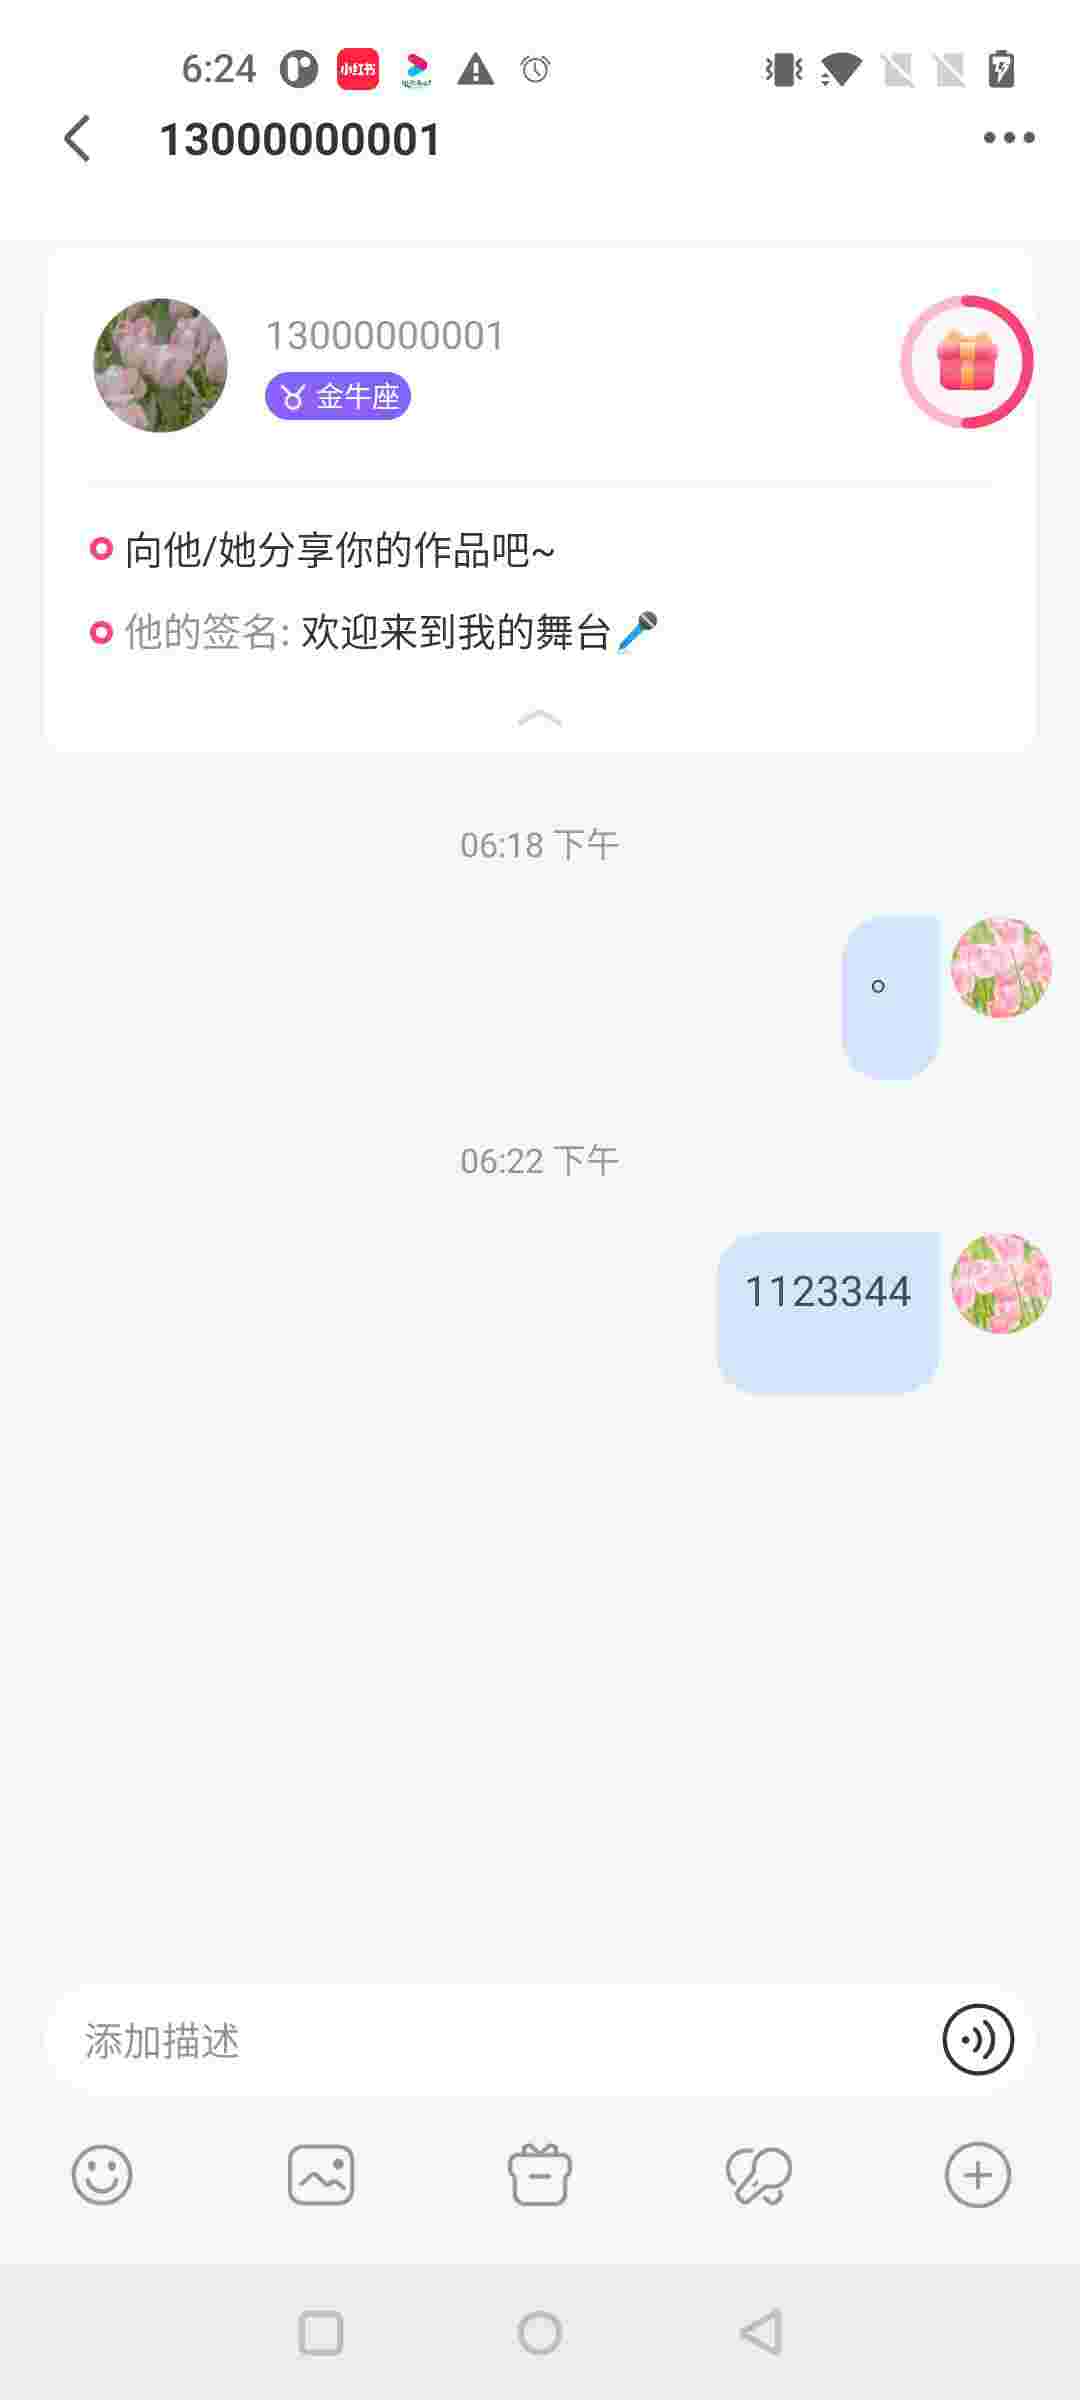 6:24
小红书
13000000001
13000000001
金牛座
向他/她分享你的作品吧~
他的签名: 欢迎来到我的舞台🎤
06:18 下午
。
06:22 下午
1123344
添加描述